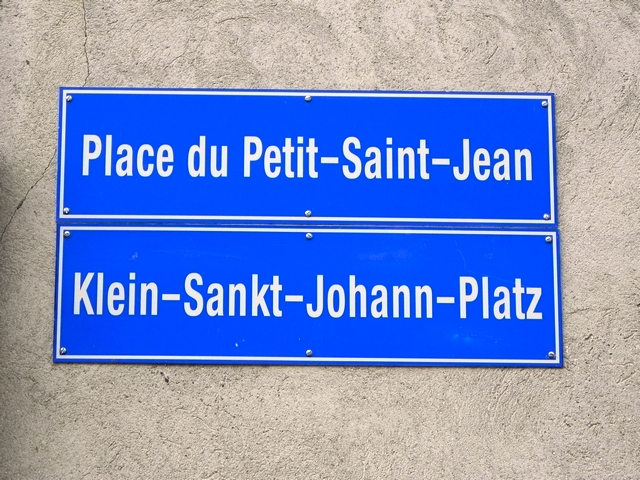 Place du Petit-Saint-Jean
Klein-Sankt-Johann-Platz